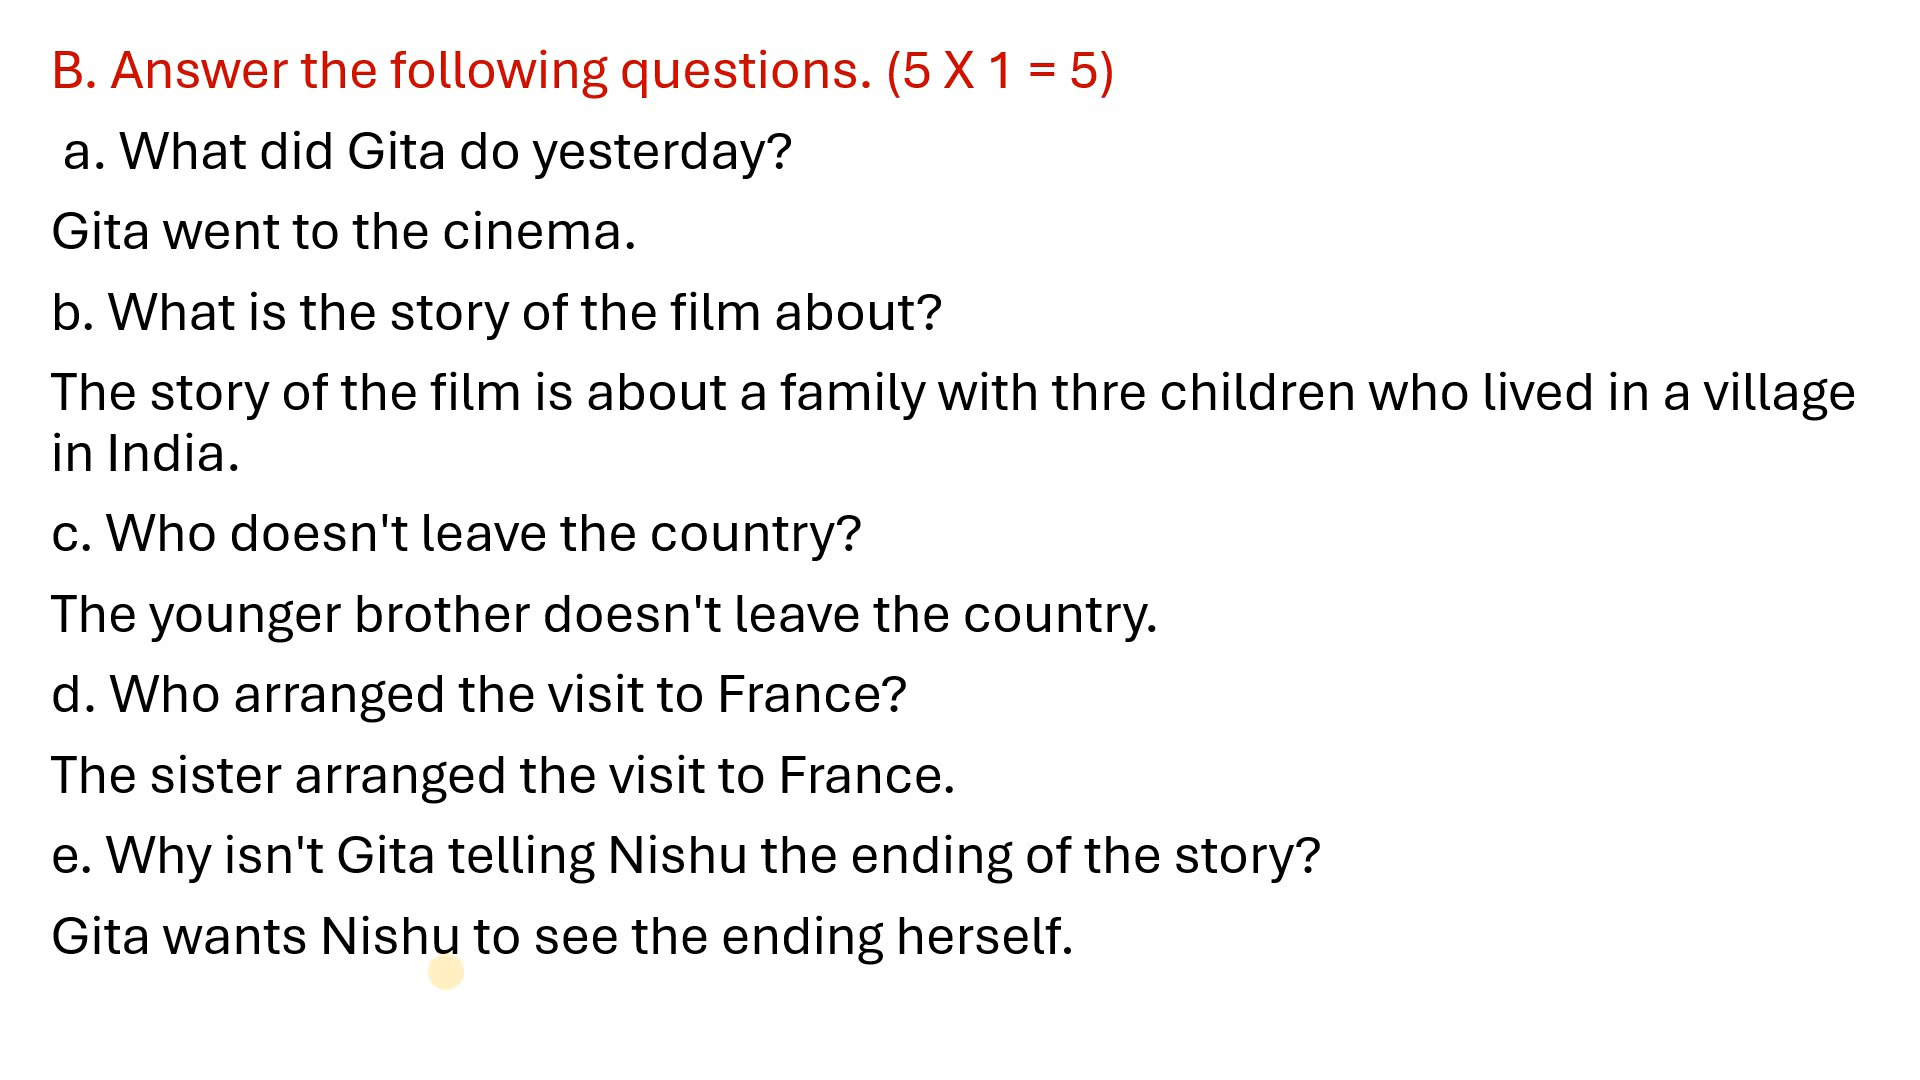 B. Answer the following questions. (5 X 1 = 5)
a. What did Gita do yesterday?
Gita went to the cinema.
b. What is the story of the film about?
The story of the film is about a family with thre children who lived in a village
in India.
c. Who doesn't leave the country?
The younger brother doesn't leave the country.
d. Who arranged the visit to France?
The sister arranged the visit to France.
e. Why isn't Gita telling Nishu the ending of the story?
Gita wants Nishu to see the ending herself.